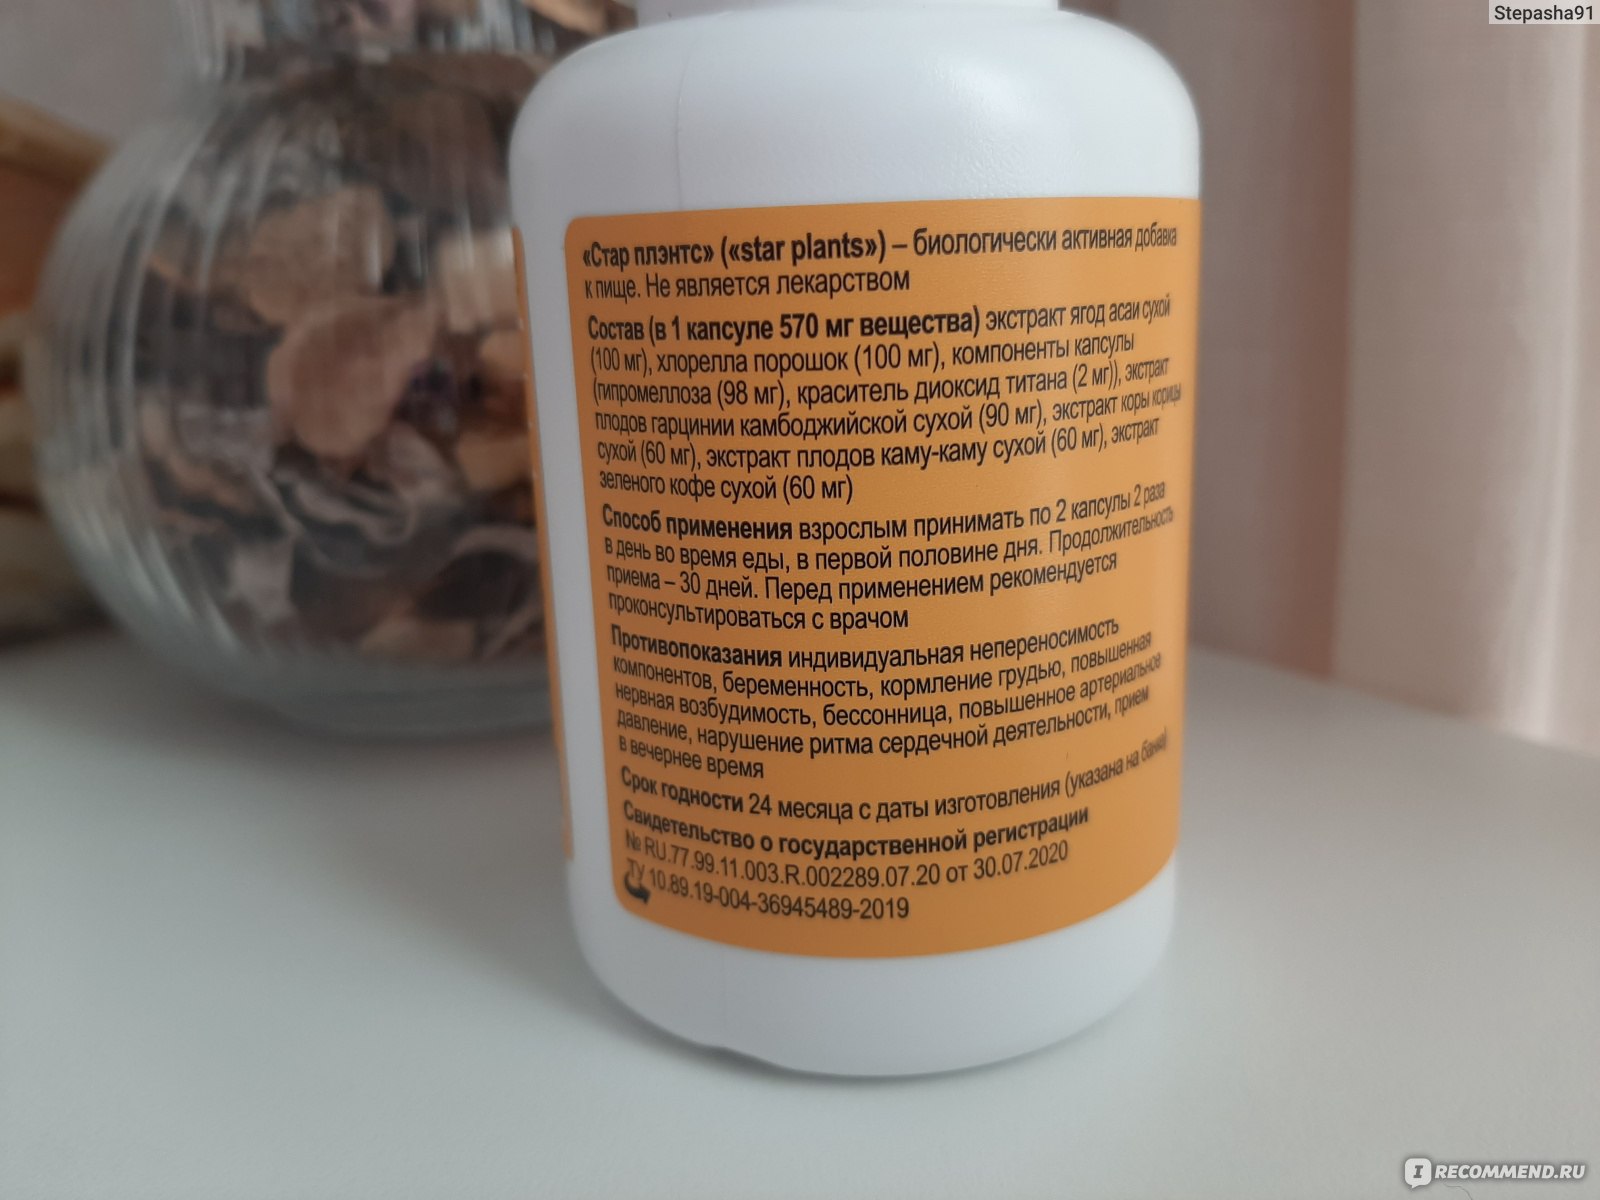 Stepasha91
«Стар плэнтс» («star plants») – биологически активная добавка
к пище. Не является лекарством
Состав (в 1 капсуле 570 мг вещества) экстракт ягод асаи сухой
(100 мг), хлорелла порошок (100 мг), компоненты капсулы
(гипромеллоза (98 мг), краситель диоксид титана (2 мг)), экстракт
плодов гарцинии камбоджийской сухой (90 мг), экстракт коры корицы
сухой (60 мг), экстракт плодов каму-каму сухой (60 мг), экстракт
зеленого кофе сухой (60 мг)
Способ применения взрослым принимать по 2 капсулы 2 раза
в день во время еды, в первой половине дня. Продолжительность
приема – 30 дней. Перед применением рекомендуется
проконсультироваться с врачом
Противопоказания индивидуальная непереносимость
компонентов, беременность, кормление грудью, повышенная
нервная возбудимость, бессонница, повышенное артериальное
давление, нарушение ритма сердечной деятельности, прием
в вечернее время
Срок годности 24 месяца с даты изготовления (указана на банке)
Свидетельство о государственной регистрации
№ RU.77.99.11.003.R.002289.07.20 от 30.07.2020
ТУ 10.89.19-004-36945489-2019
IRECOMMEND.RU